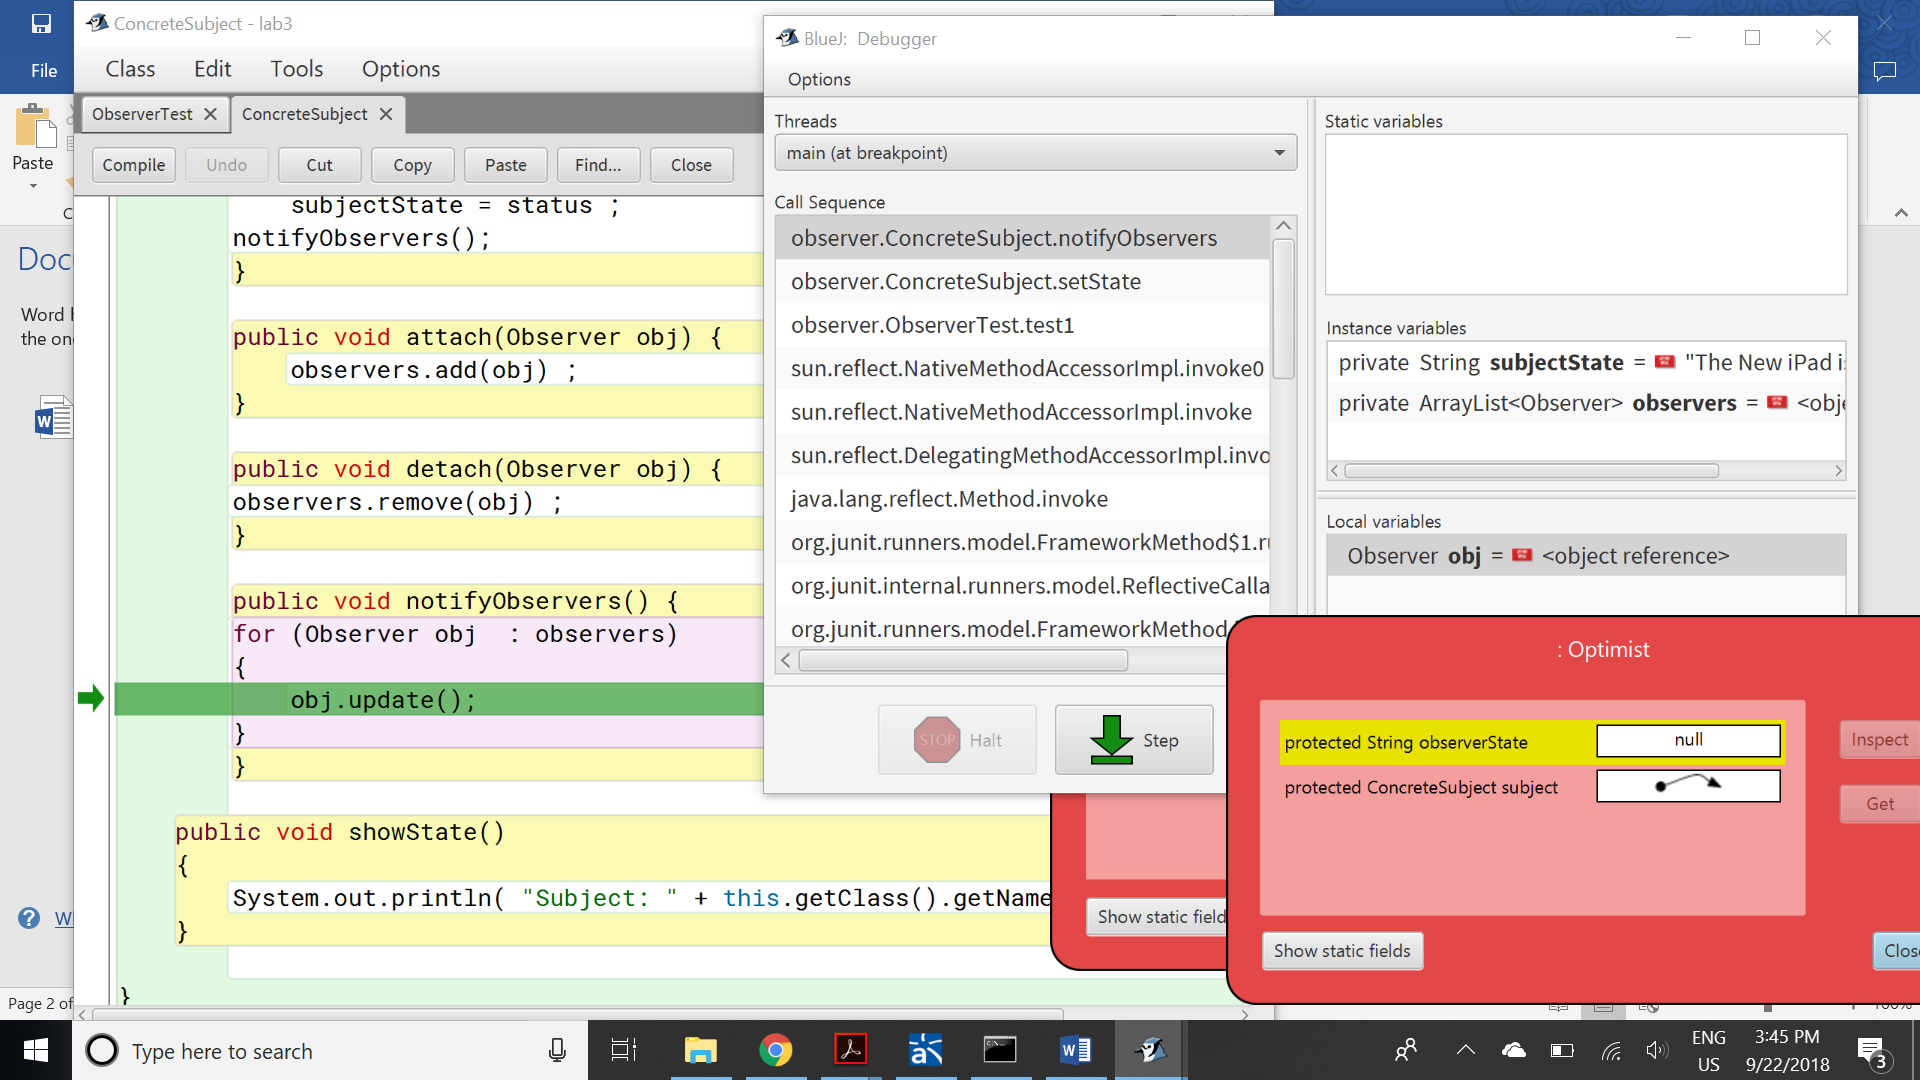 File
Paste
Docu
Word h
the one
W
Page 2 of
ConcreteSubject - lab3
Class Edit Tools Options
ObserverTest
ConcreteSubject
Compile Undo Cut Copy Paste Find... Close
subjectState = status ;
notifyObservers();
}
public void attach(Observer obj) {
observers.add(obj) ;
}
public void detach(Observer obj) {
observers.remove(obj) ;
}
public void notifyObservers() {
for (Observer obj  : observers)
{
obj.update();
}
}
public void showState()
{
System.out.println( "Subject: " + this.getClass().getName
}
}
BlueJ:  Debugger
Options
Threads
main (at breakpoint)
Call Sequence
observer.ConcreteSubject.notifyObservers
observer.ConcreteSubject.setState
observer.ObserverTest.test1
sun.reflect.NativeMethodAccessorImpl.invoke0
sun.reflect.NativeMethodAccessorImpl.invoke
sun.reflect.DelegatingMethodAccessorImpl.invo
java.lang.reflect.Method.invoke
org.junit.runners.model.FrameworkMethod$1.ru
org.junit.internal.runners.model.ReflectiveCalla
org.junit.runners.model.FrameworkMethod.
STOP Halt
Step
Static variables
Instance variables
private String subjectState = "The New iPad is
private ArrayList<Observer> observers = <obje
Local variables
Observer obj = <object reference>
Show static field
: Optimist
protected String observerState null
protected ConcreteSubject subject
Inspect
Get
Show static fields
Close
Type here to search
ENG
US
3:45 PM
9/22/2018
3